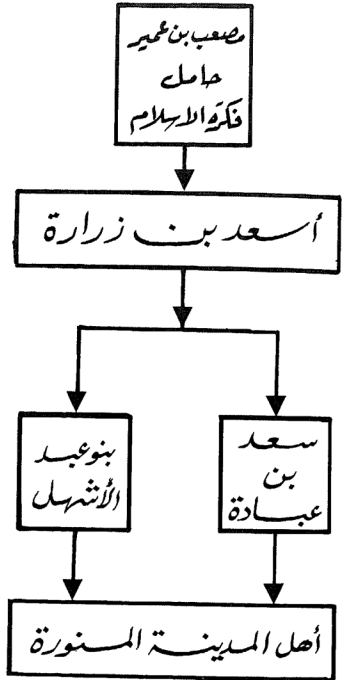 مصعب بن عمير
حامل
فكرة الاسلام
أسعد بن زرارة
سعد
بن
عبادة
بنو عبد
الأشهل
أهل المدينة المنورة